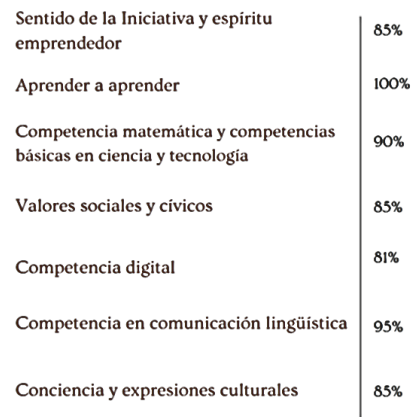 Sentido de la Iniciativa y espíritu
emprendedor
85%
Aprender a aprender
100%
Competencia matemática y competencias
básicas en ciencia y tecnología
90%
Valores sociales y cívicos
85%
Competencia digital
81%
Competencia en comunicación lingüística
95%
Conciencia y expresiones culturales
85%